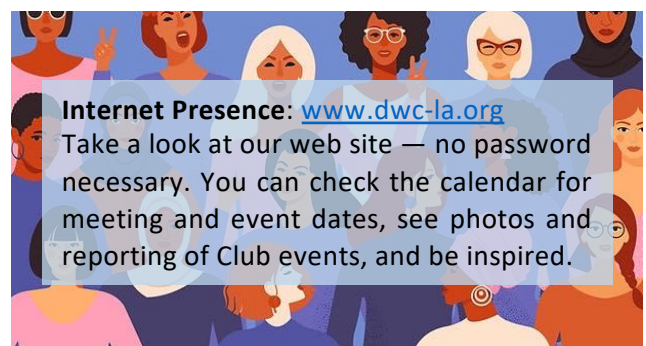 Internet Presence: www.dwc-la.org
Take a look at our web site — no password
necessary. You can check the calendar for
meeting and event dates, see photos and
reporting of Club events, and be inspired.